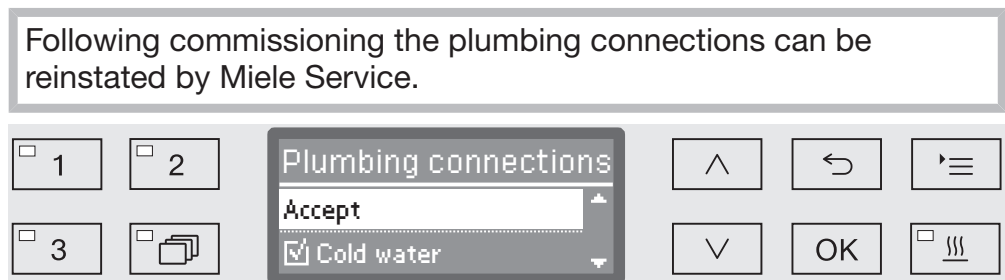 Following commissioning the plumbing connections can be
reinstated by Miele Service.
1
2
Plumbing connections
Accept
3
Cold water
OK